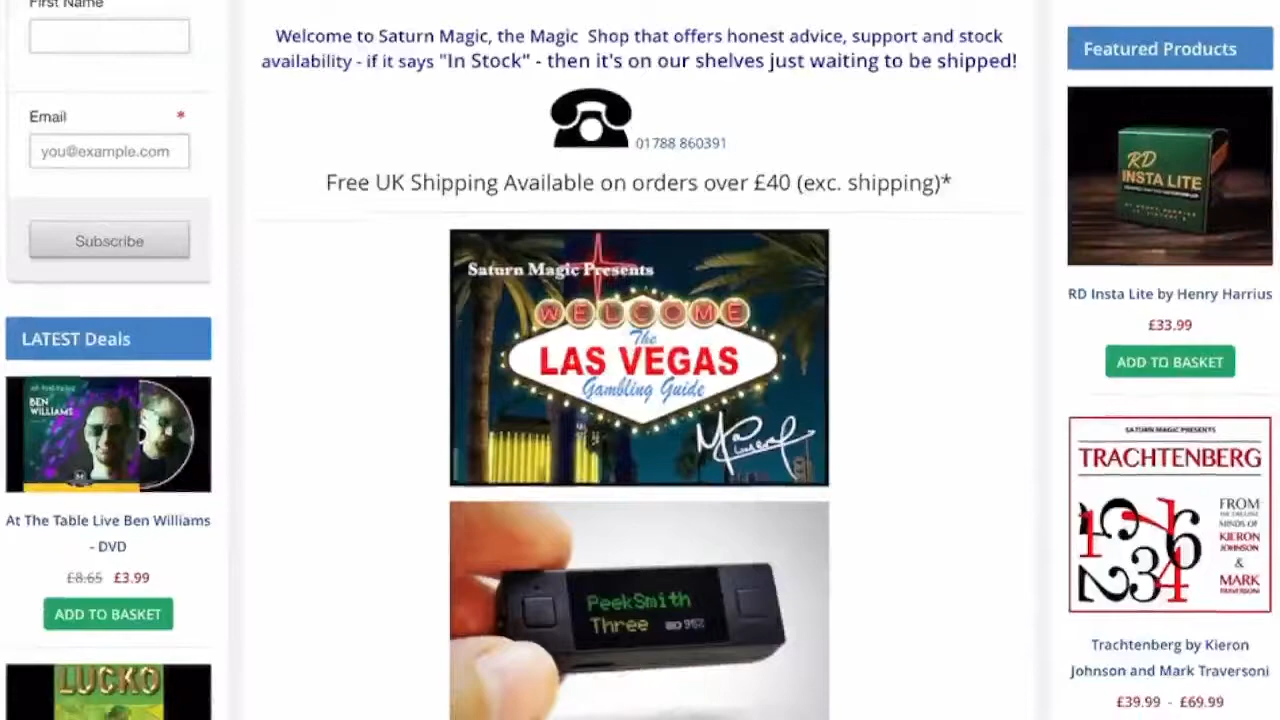 First Name
Email *
you@example.com
Subscribe
LATEST Deals
BEN
WILLIAMS
At The Table Live Ben Williams
- DVD
£8.65 £3.99
ADD TO BASKET
LUCKO
Welcome to Saturn Magic, the Magic Shop that offers honest advice, support and stock
availability - if it says "In Stock" - then it's on our shelves just waiting to be shipped!
01788 860391
Free UK Shipping Available on orders over £40 (exc. shipping)*
Saturn Magic Presents
WELCOME
The
LAS VEGAS
Gambling Guide
PeekSmith
Three
Featured Products
RD
INSTA LITE
RD Insta Lite by Henry Harrius
£33.99
ADD TO BASKET
SATURN MAGIC PRESENTS
TRACHTENBERG
FROM
MINDS OF
KIERON
JOHNSON
&
MARK
TRAVERSONI
Trachtenberg by Kieron
Johnson and Mark Traversoni
£39.99 - £69.99